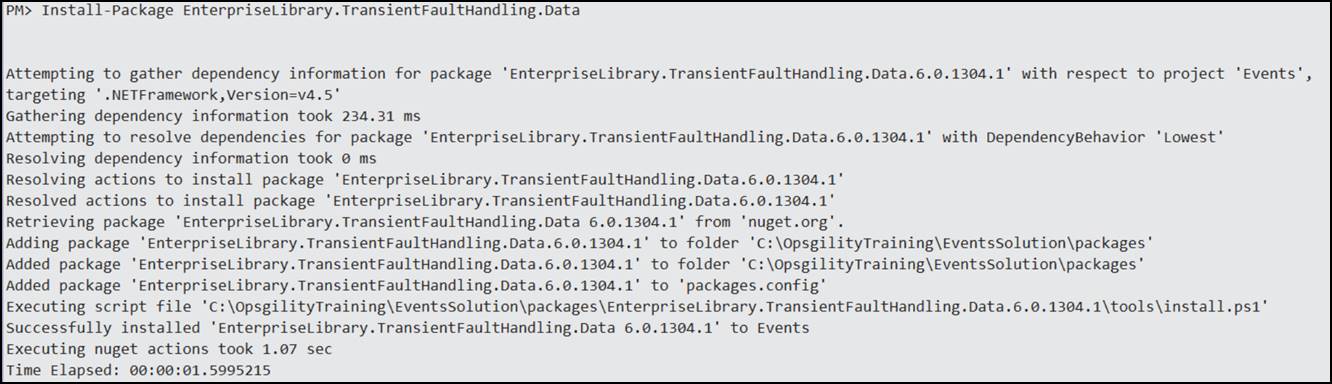 PM> Install-Package EnterpriseLibrary.TransientFaultHandling.Data
Attempting to gather dependency information for package 'EnterpriseLibrary.TransientFaultHandling.Data.6.0.1304.1' with respect to project 'Events',
targeting '.NETFramework,Version=v4.5'
Gathering dependency information took 234.31 ms
Attempting to resolve dependencies for package 'EnterpriseLibrary.TransientFaultHandling.Data.6.0.1304.1' with DependencyBehavior 'Lowest'
Resolving dependency information took 0 ms
Resolving actions to install package 'EnterpriseLibrary.TransientFaultHandling.Data.6.0.1304.1'
Resolved actions to install package 'EnterpriseLibrary.TransientFaultHandling.Data.6.0.1304.1'
Retrieving package 'EnterpriseLibrary.TransientFaultHandling.Data 6.0.1304.1' from 'nuget.org'.
Adding package 'EnterpriseLibrary.TransientFaultHandling.Data.6.0.1304.1' to folder 'C:\OpsgilityTraining\EventsSolution\packages'
Added package 'EnterpriseLibrary.TransientFaultHandling.Data.6.0.1304.1' to folder 'C:\OpsgilityTraining\EventsSolution\packages'
Added package 'EnterpriseLibrary.TransientFaultHandling.Data.6.0.1304.1' to 'packages.config'
Executing script file 'C:\OpsgilityTraining\EventsSolution\packages\EnterpriseLibrary.TransientFaultHandling.Data.6.0.1304.1\tools\install.ps1'
Successfully installed 'EnterpriseLibrary.TransientFaultHandling.Data 6.0.1304.1' to Events
Executing nuget actions took 1.07 sec
Time Elapsed: 00:00:01.5995215